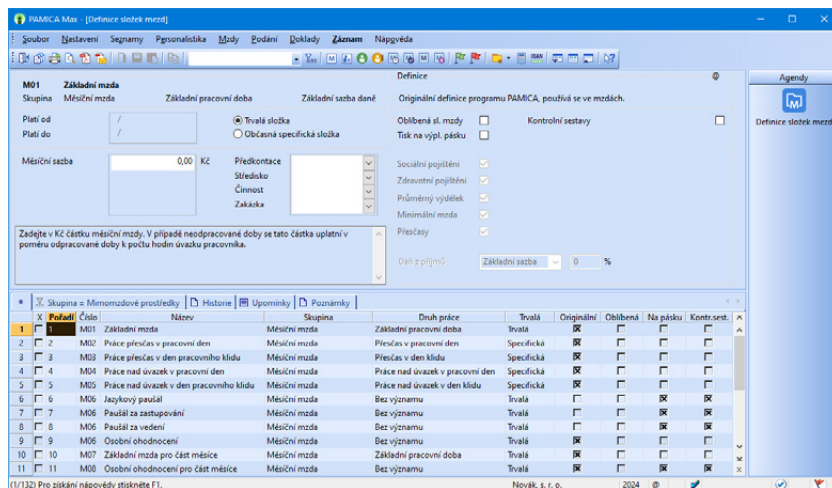 PAMICA Max - [Definice složek mezd]
Soubor Nastavení Seznamy Personalistika Mzdy Podání Doklady Záznam Nápověda
M01 Základní mzda
Skupina Měsíční mzda Základní pracovní doba Základní sazba daně
Platí od /
Platí do /
Trvalá složka
Občasná specifická složka
Měsíční sazba 0,00 Kč
Předkontace
Středisko
Činnost
Zakázka
Zadejte v Kč částku měsíční mzdy. V případě neodpracované doby se tato částka uplatní v
poměru odpracované doby k počtu hodin úvazku pracovníka.
Definice @
Originální definice programu PAMICA, používá se ve mzdách.
Oblíbená sl. mzdy Kontrolní sestavy
Tisk na výpl. pásku
Sociální pojištění
Zdravotní pojištění
Průměrný výdělek
Minimální mzda
Přesčasy
Daň z příjmů Základní sazba 0 %
Agendy
Definice složek mezd
* Skupina = Mimomzdové prostředky Historie Upomínky Poznámky
X Pořadí Číslo Název Skupina Druh práce Trvalá Originální Oblíbená Na pásku Kontr.sest.
1 1 M01 Základní mzda Měsíční mzda Základní pracovní doba Trvalá
2 2 M02 Práce přesčas v pracovní den Měsíční mzda Přesčas v pracovní den Specifická
3 3 M03 Práce přesčas v den pracovního klidu Měsíční mzda Přesčas v den klidu Specifická
4 4 M04 Práce nad úvazek v pracovní den Měsíční mzda Práce nad úvazek v pracovní den Specifická
5 5 M05 Práce nad úvazek v den pracovního klidu Měsíční mzda Práce nad úvazek v den klidu Specifická
6 6 M06 Jazykový paušál Měsíční mzda Bez významu Trvalá
7 7 M06 Paušál za zastupování Měsíční mzda Bez významu Trvalá
8 8 M06 Paušál za vedení Měsíční mzda Bez významu Trvalá
9 9 M06 Osobní ohodnocení Měsíční mzda Bez významu Trvalá
10 10 M07 Základní mzda pro část měsíce Měsíční mzda Základní pracovní doba Trvalá
11 11 M08 Osobní ohodnocení pro část měsíce Měsíční mzda Bez významu Trvalá
(1/132) Pro získání nápovědy stiskněte F1. Novák, s. r. o. 2024 @